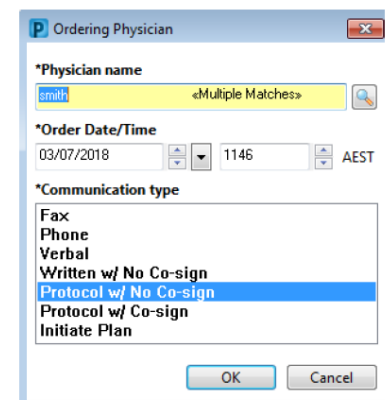 P Ordering Physician
*Physician name
smith «Multiple Matches»
*Order Date/Time
03/07/2018 1146 AEST
*Communication type
Fax
Phone
Verbal
Written w/ No Co-sign
Protocol w/ No Co-sign
Protocol w/ Co-sign
Initiate Plan
OK Cancel